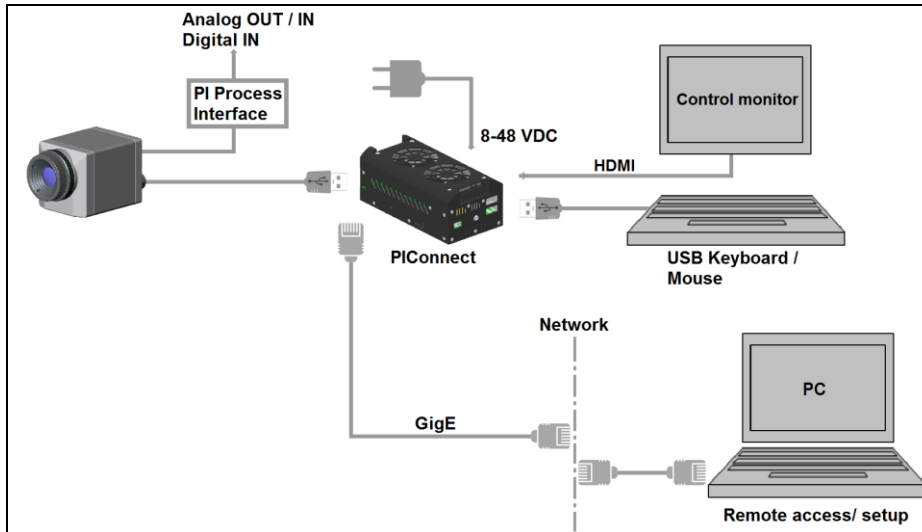 Analog OUT / IN
Digital IN
PI Process
Interface
8-48 VDC
Control monitor
HDMI
PIConnect
USB Keyboard /
Mouse
Network
GigE
PC
Remote access/ setup